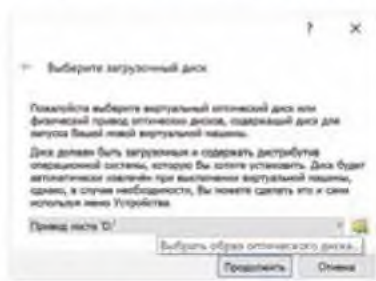 ? ×
← Выберите загрузочный диск
Пожалуйста выберите виртуальный оптический диск или
физический привод оптических дисков, содержащий диск для
запуска Вашей новой виртуальной машины.
Диск должен быть загрузочным и содержать дистрибутив
операционной системы, которую Вы хотите установить. Диск будет
автоматически извлечён при выключении виртуальной машины,
однако, в случае необходимости, Вы можете сделать это и сами
используя меню Устройства.
Привод хоста 'D:'
Выбрать образ оптического диска...
Продолжить Отмена